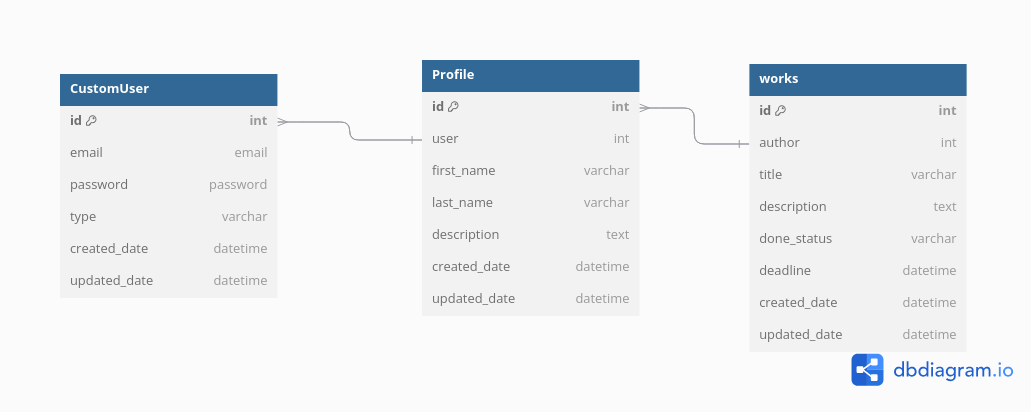 CustomUser
id int
email email
password password
type varchar
created_date datetime
updated_date datetime
Profile
id int
user int
first_name varchar
last_name varchar
description text
created_date datetime
updated_date datetime
works
id int
author int
title varchar
description text
done_status varchar
deadline datetime
created_date datetime
updated_date datetime
dbdiagram.io